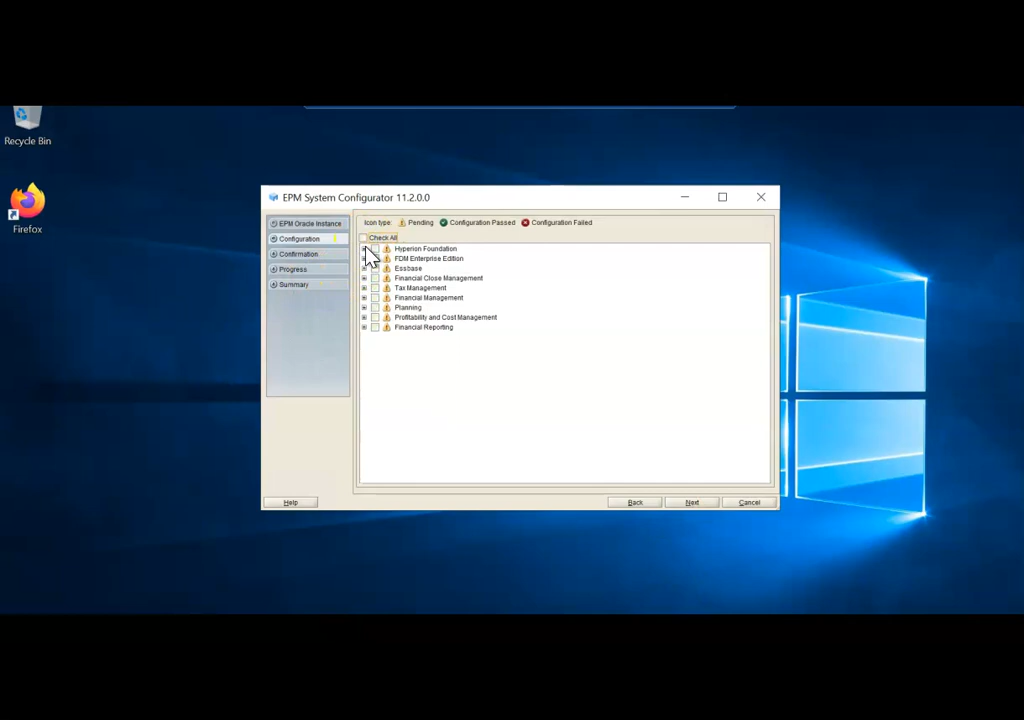 Recycle Bin
Firefox
EPM System Configurator 11.2.0.0
EPM Oracle Instance
Configuration
Confirmation
Progress
Summary
Icon type: Pending Configuration Passed Configuration Failed
Check All
Hyperion Foundation
FDM Enterprise Edition
Essbase
Financial Close Management
Tax Management
Financial Management
Planning
Profitability and Cost Management
Financial Reporting
Help
Back
Next
Cancel